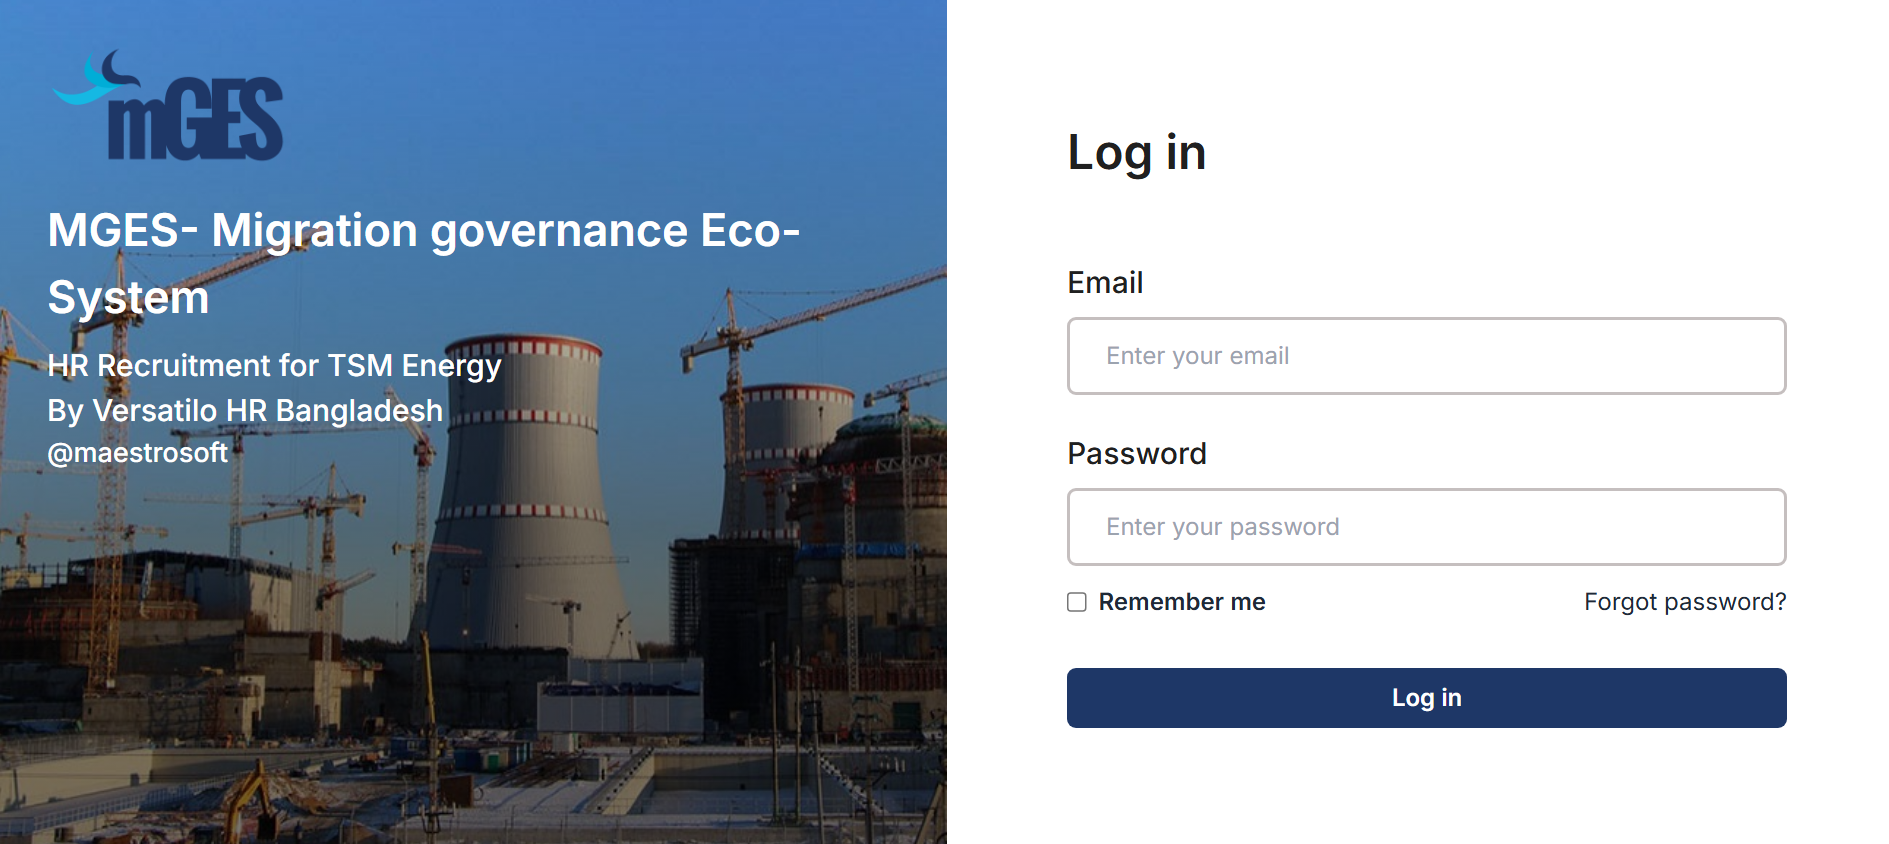 mGES
MGES- Migration governance Eco-
System
HR Recruitment for TSM Energy
By Versatilo HR Bangladesh
@maestrosoft
Log in
Email
Enter your email
Password
Enter your password
Remember me
Forgot password?
Log in